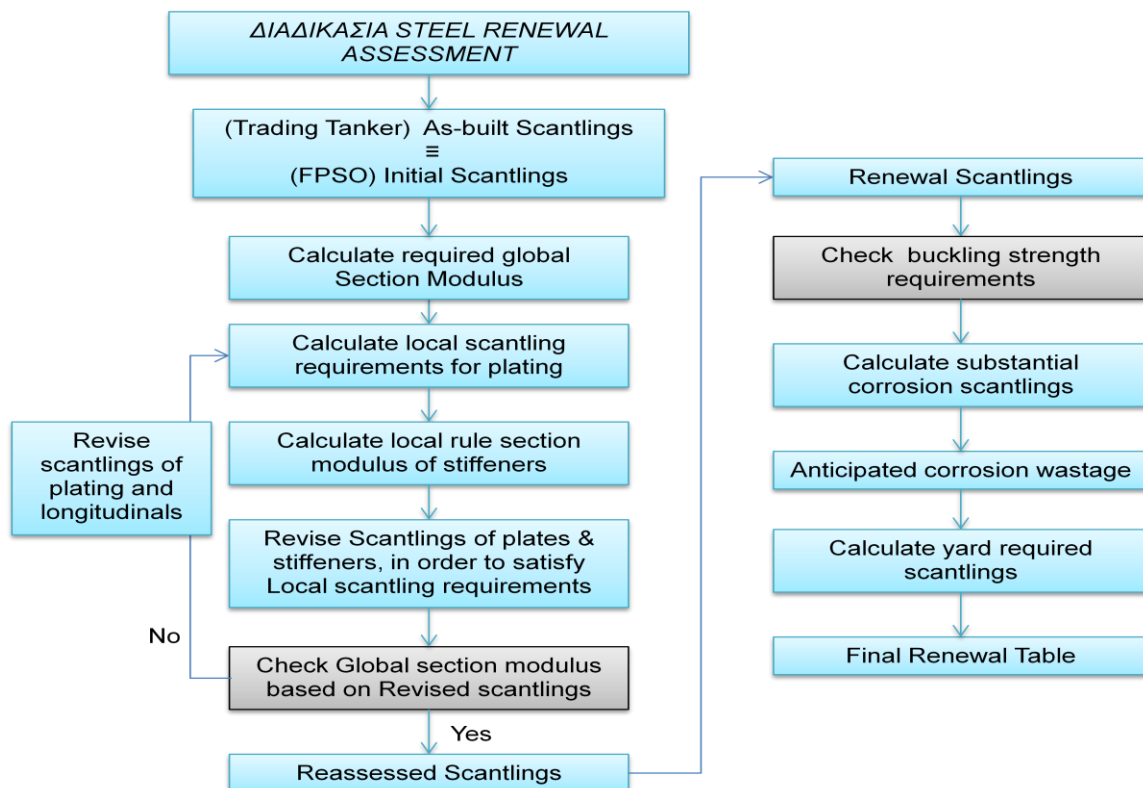 ΔΙΑΔΙΚΑΣΙΑ STEEL RENEWAL
ASSESSMENT
(Trading Tanker) As-built Scantlings
≡
(FPSO) Initial Scantlings
Calculate required global
Section Modulus
Calculate local scantling
requirements for plating
Calculate local rule section
modulus of stiffeners
Revise
scantlings of
plating and
longitudinals
Revise Scantlings of plates &
stiffeners, in order to satisfy
Local scantling requirements
No
Check Global section modulus
based on Revised scantlings
Yes
Reassessed Scantlings
Renewal Scantlings
Check buckling strength
requirements
Calculate substantial
corrosion scantlings
Anticipated corrosion wastage
Calculate yard required
scantlings
Final Renewal Table